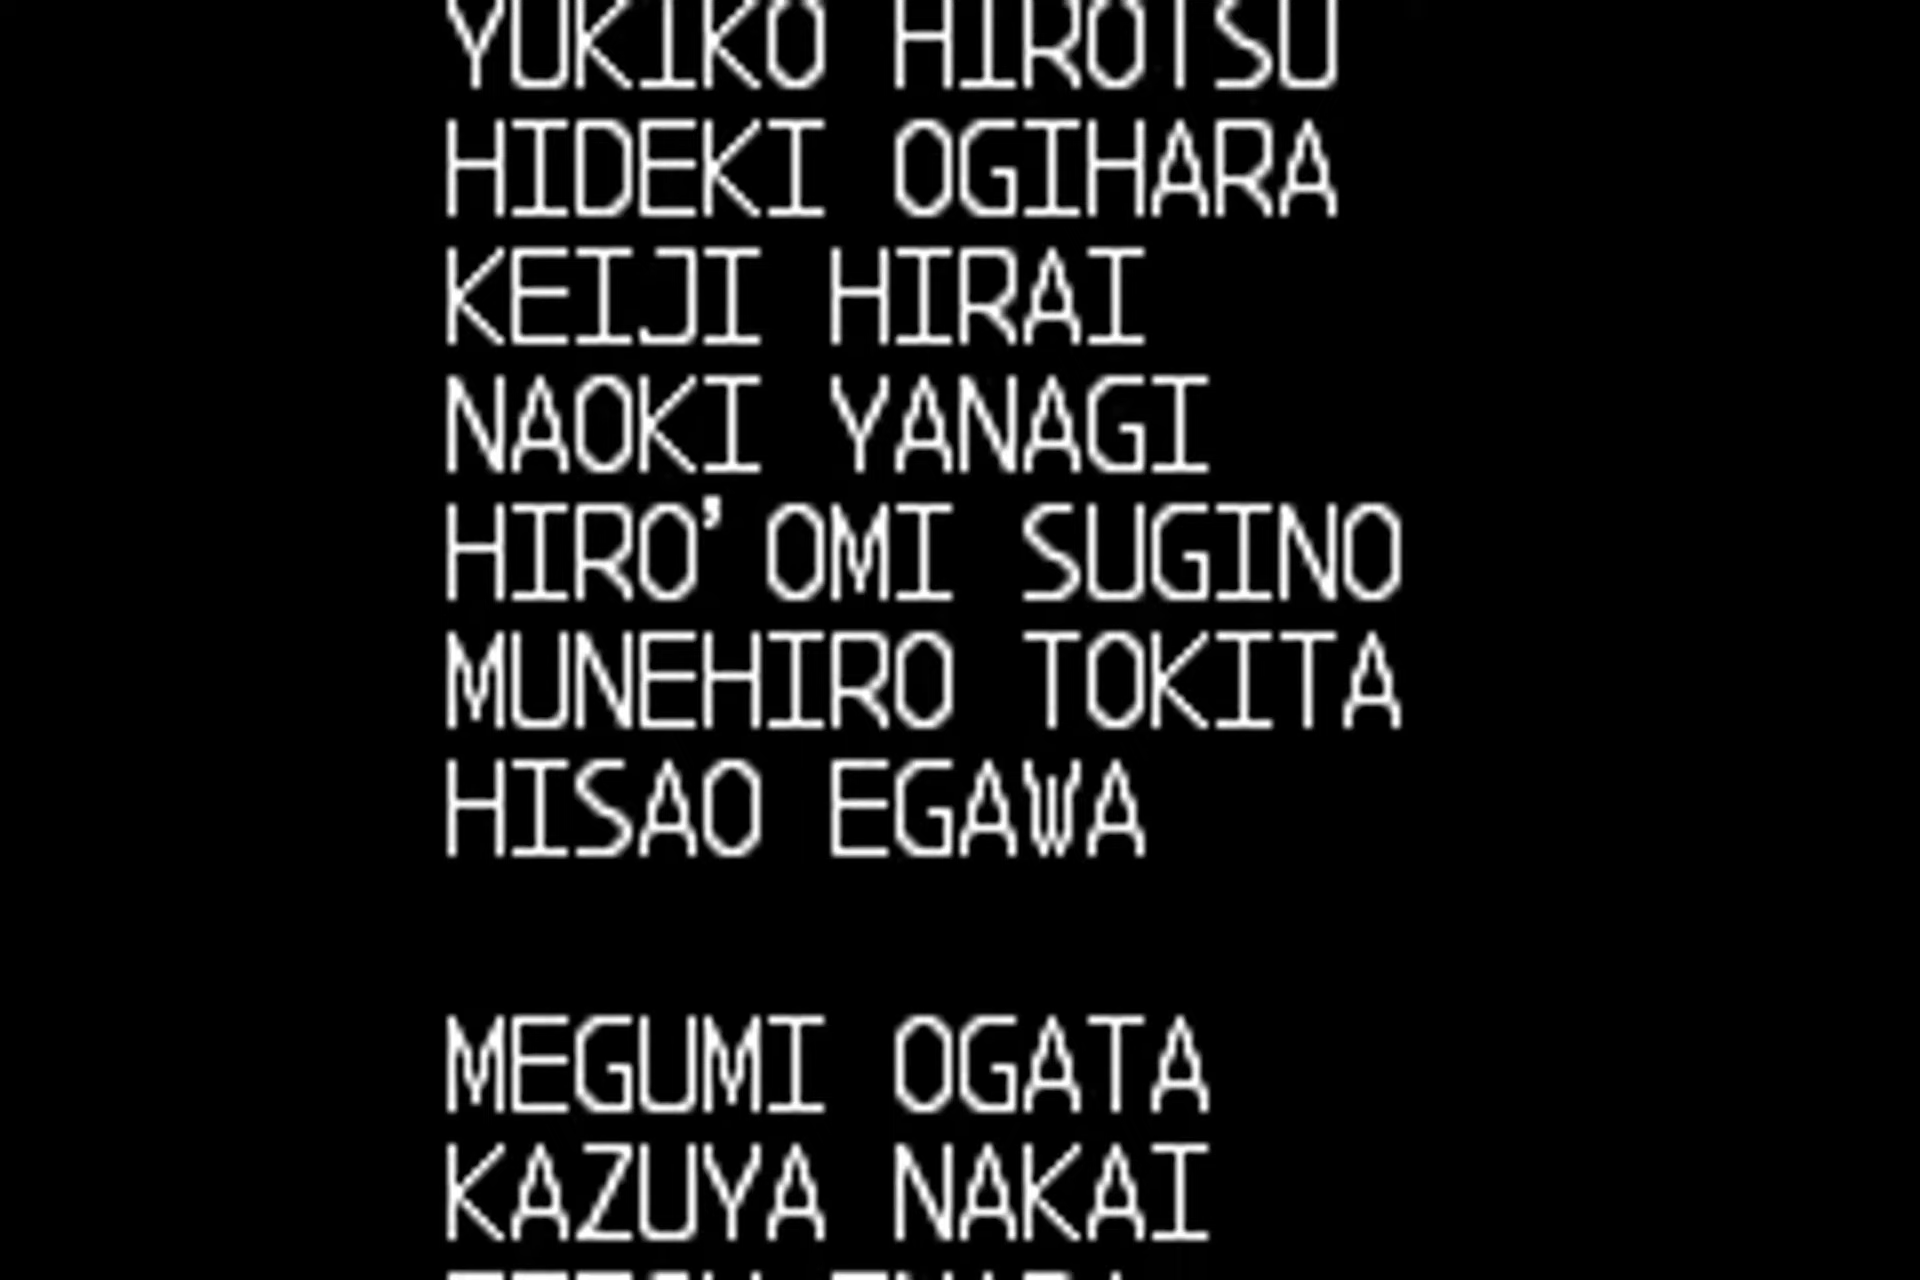 YUKIKO HIROTSU
HIDEKI OGIHARA
KEIJI HIRAI
NAOKI YANAGI
HIRO'OMI SUGINO
MUNEHIRO TOKITA
HISAO EGAWA
MEGUMI OGATA
KAZUYA NAKAI